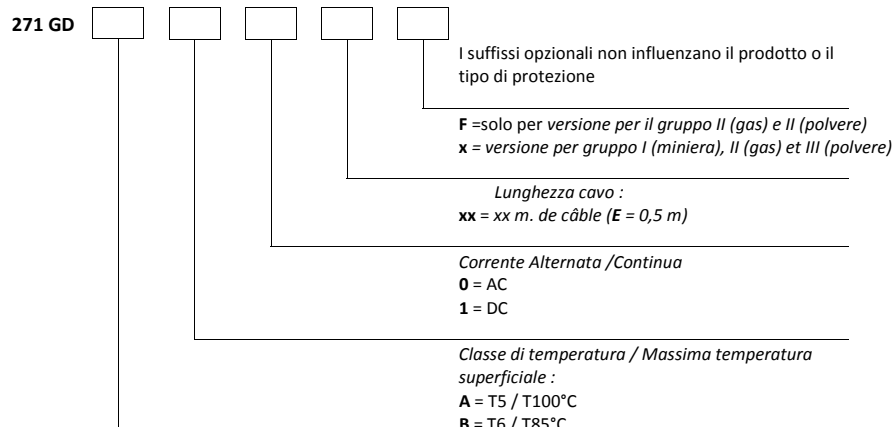 271 GD
I suffissi opzionali non influenzano il prodotto o il
tipo di protezione
F =solo per versione per il gruppo II (gas) e II (polvere)
x = versione per gruppo I (miniera), II (gas) et III (polvere)
Lunghezza cavo :
xx = xx m. de câble (E = 0,5 m)
Corrente Alternata /Continua
0 = AC
1 = DC
Classe di temperatura / Massima temperatura
superficiale :
A = T5 / T100°C
B = T6 / T85°C